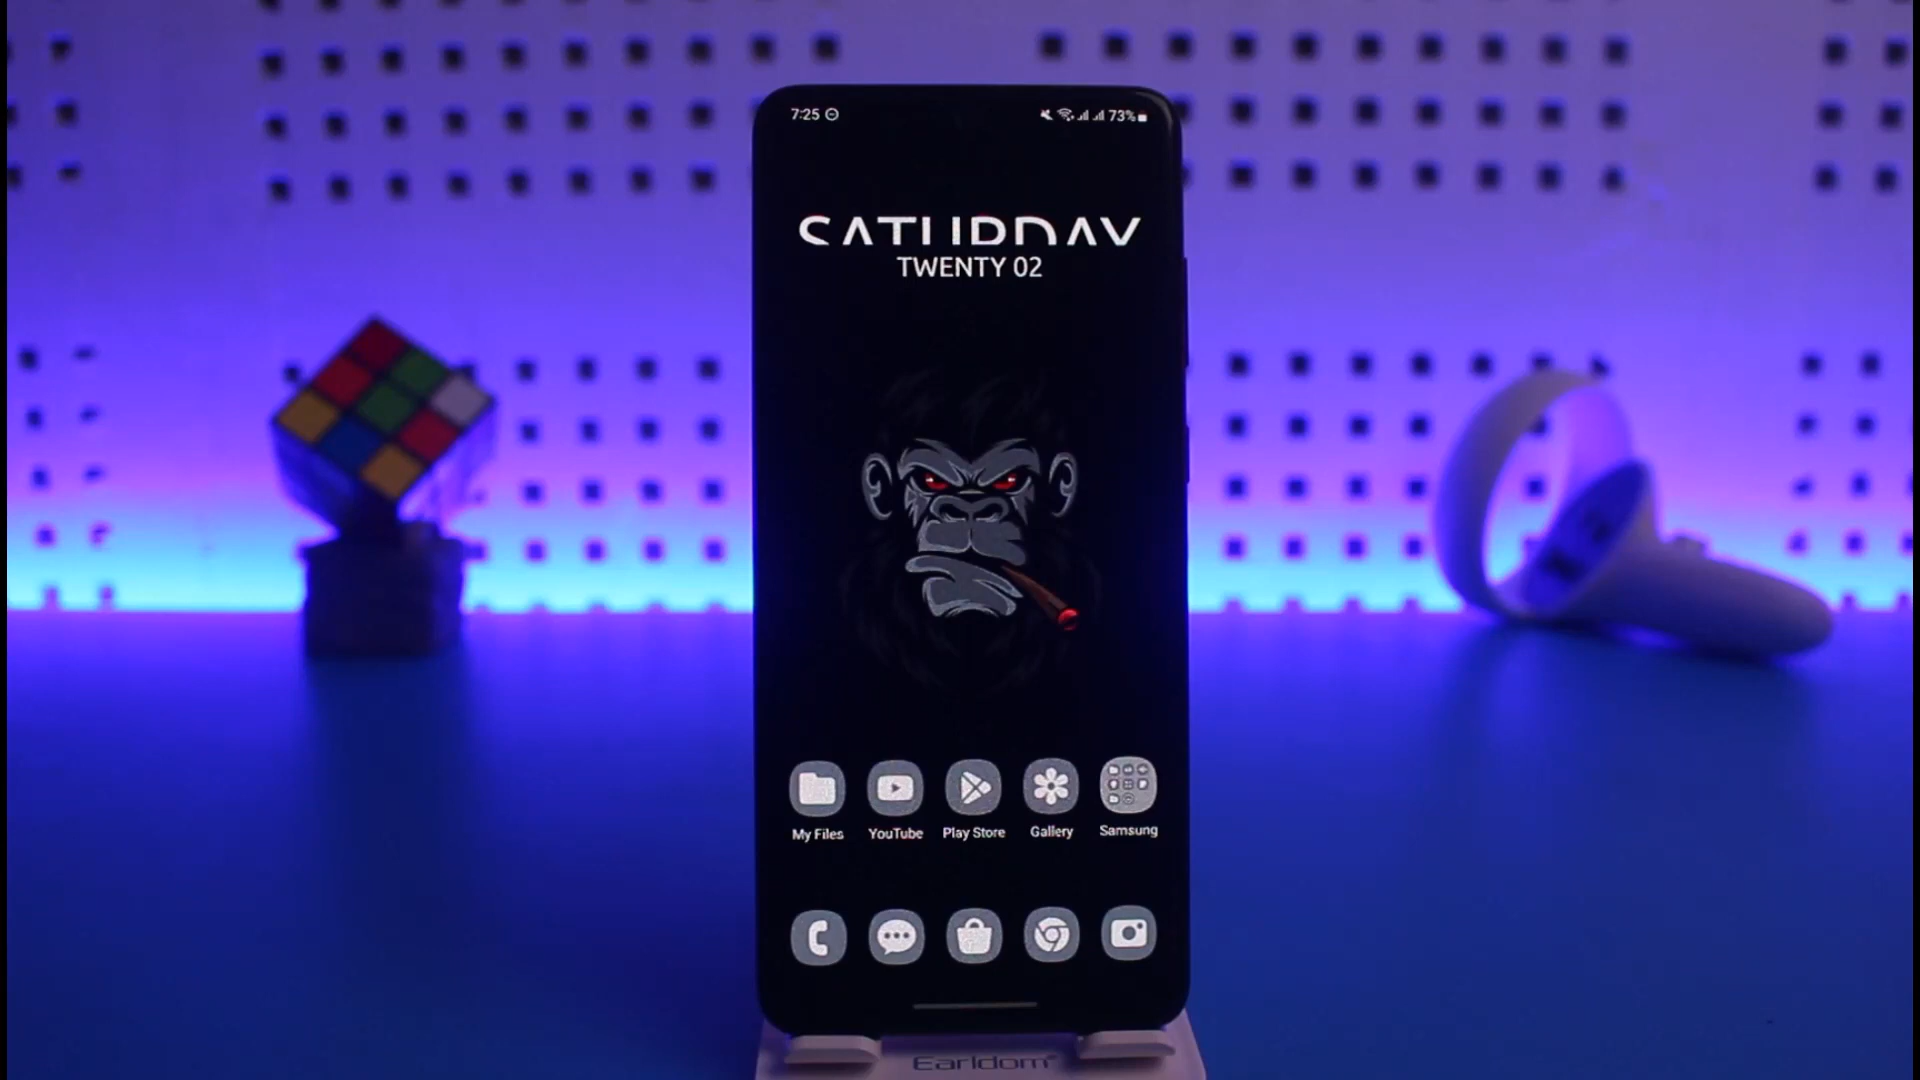 7:25
73%
SATURDAY
TWENTY 02
My Files
YouTube
Play Store
Gallery
Samsung
Earldom